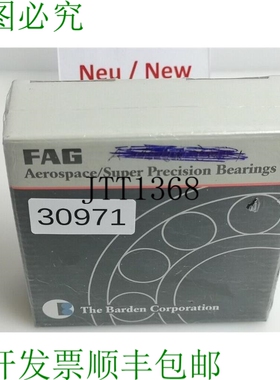 图必究
Neu / New
FAG
Aerospace/Super Precision Bearings
JTT1368
30971
The Barden Corporation
开发票顺丰包邮